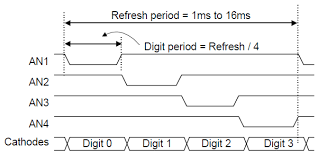 Refresh period = 1ms to 16ms
Digit period = Refresh / 4
AN1
AN2
AN3
AN4
Cathodes Digit 0 Digit 1 Digit 2 Digit 3